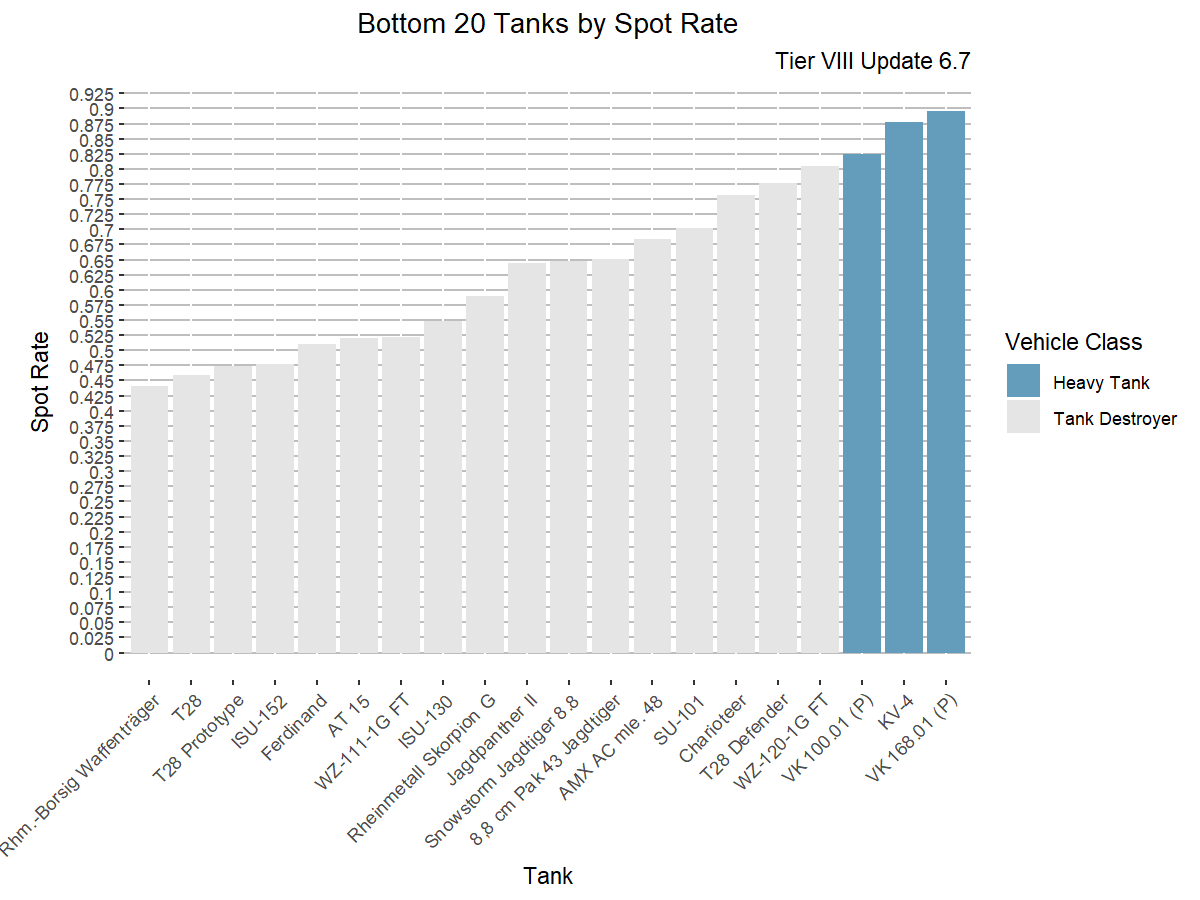 Bottom 20 Tanks by Spot Rate
Tier VIII Update 6.7
0.925
0.9
0.875
0.85
0.825
0.8
0.775
0.75
0.725
0.7
0.675
0.65
0.625
0.6
0.575
0.55
0.525
0.5
0.475
0.45
0.425
0.4
0.375
0.35
0.325
0.3
0.275
0.25
0.225
0.2
0.175
0.15
0.125
0.1
0.075
0.05
0.025
0
Spot Rate
Rhm.-Borsig Waffenträger
T28
T28 Prototype
ISU-152
Ferdinand
AT 15
WZ-111-1G FT
ISU-130
Rheinmetall Skorpion G
Jagdpanther II
Snowstorm Jagdtiger 8.8
8,8 cm Pak 43 Jagdtiger
AMX AC mle. 48
SU-101
Charioteer
T28 Defender
WZ-120-1G FT
VK 100.01 (P)
KV-4
VK 168.01 (P)
Tank
Vehicle Class
Heavy Tank
Tank Destroyer